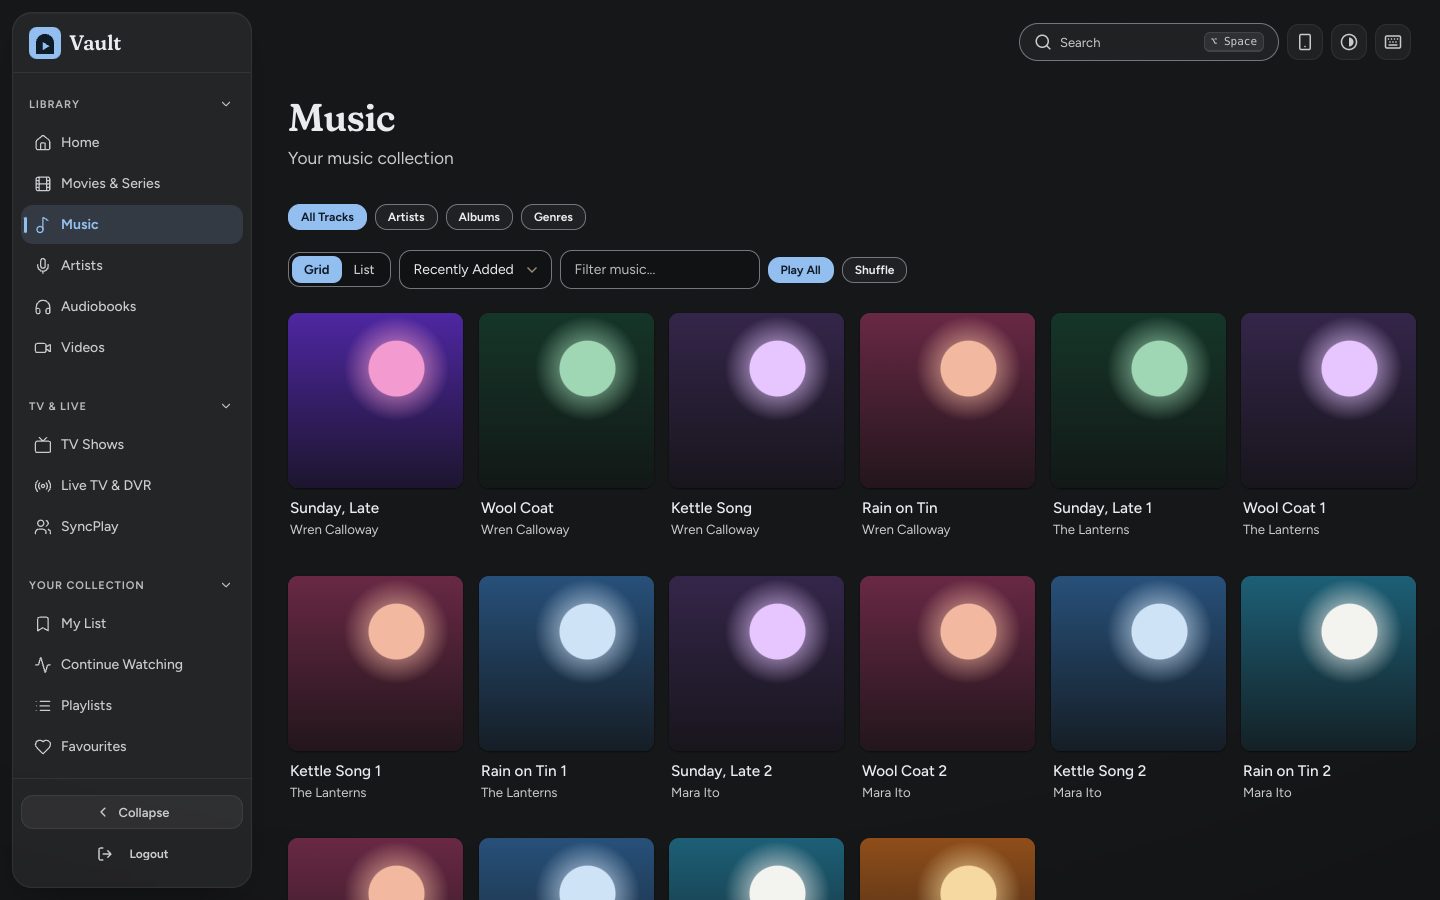 Vault
Search
⌥ Space
LIBRARY
Home
Movies & Series
Music
Artists
Audiobooks
Videos
TV & LIVE
TV Shows
Live TV & DVR
SyncPlay
YOUR COLLECTION
My List
Continue Watching
Playlists
Favourites
Collapse
Logout
Music
Your music collection
All Tracks Artists Albums Genres
Grid List Recently Added Filter music... Play All Shuffle
Sunday, Late
Wren Calloway
Wool Coat
Wren Calloway
Kettle Song
Wren Calloway
Rain on Tin
Wren Calloway
Sunday, Late 1
The Lanterns
Wool Coat 1
The Lanterns
Kettle Song 1
The Lanterns
Rain on Tin 1
The Lanterns
Sunday, Late 2
Mara Ito
Wool Coat 2
Mara Ito
Kettle Song 2
Mara Ito
Rain on Tin 2
Mara Ito